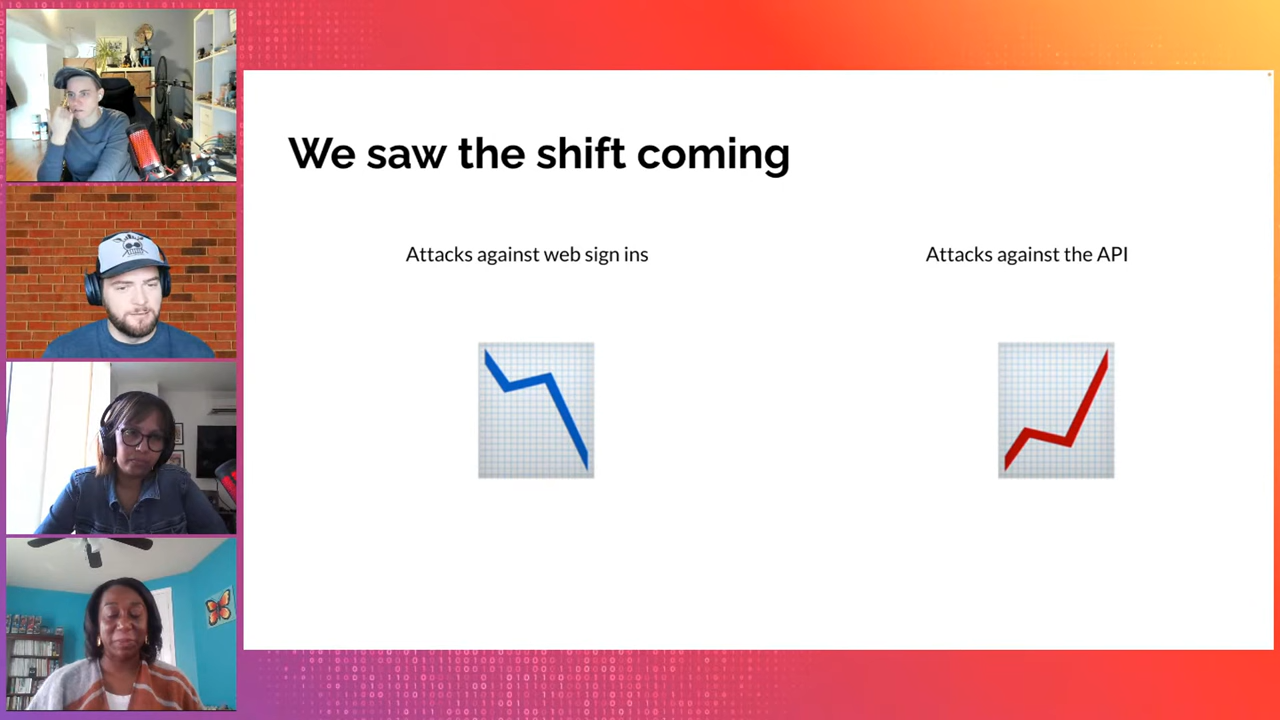 We saw the shift coming
Attacks against web sign ins
Attacks against the API